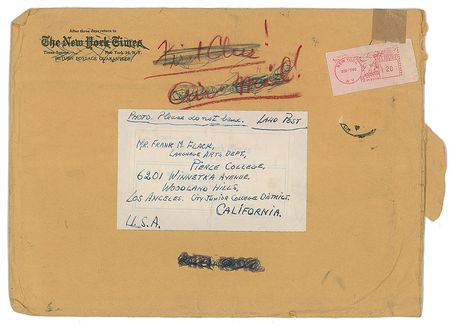 After three days return to
The New York Times
Times Square, New York 36, N.Y.
RETURN POSTAGE GUARANTEED
First Class!
Air Mail!
PHOTO. Please do not bend. LAND POST
MR. FRANK M. FLACK,
LANGUAGE ARTS DEPT,
PIERCE COLLEGE,
6201 WINNETKA AVENUE,
WOODLAND HILLS,
LOS ANGELES. CITY JUNIOR COLLEGE DISTRICT.
CALIFORNIA.
U.S.A.
1.20